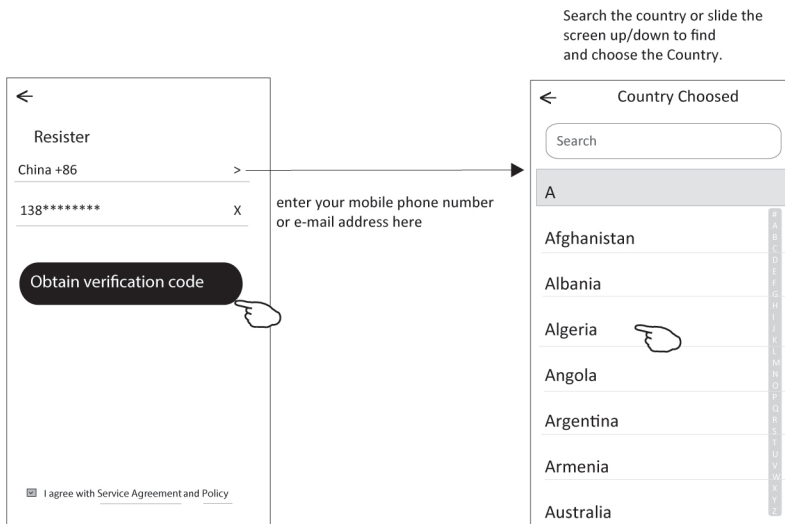 Search the country or slide the
screen up/down to find
and choose the Country.
Resister
China +86 >
138******** X
Obtain verification code
I agree with Service Agreement and Policy
enter your mobile phone number
or e-mail address here
Country Choosed
Search
A
Afghanistan
Albania
Algeria
Angola
Argentina
Armenia
Australia
#
A
B
C
D
E
F
G
H
I
J
K
L
M
N
O
P
Q
R
S
T
U
V
W
X
Y
Z